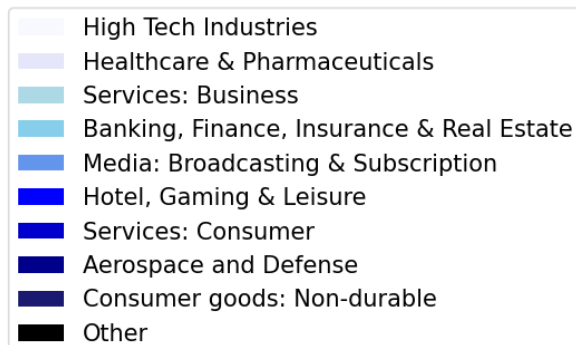 High Tech Industries
Healthcare & Pharmaceuticals
Services: Business
Banking, Finance, Insurance & Real Estate
Media: Broadcasting & Subscription
Hotel, Gaming & Leisure
Services: Consumer
Aerospace and Defense
Consumer goods: Non-durable
Other